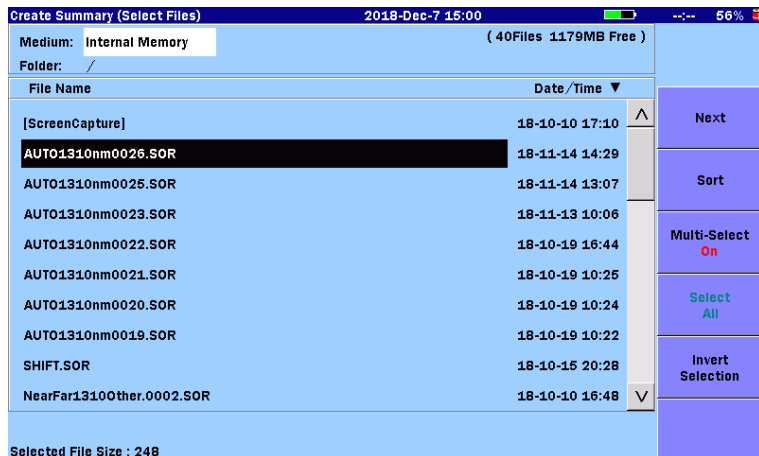 Create Summary (Select Files) 2018-Dec-7 15:00 --:-- 56%
Medium: Internal Memory ( 40Files 1179MB Free )
Folder: /
File Name Date/Time ▼
[ScreenCapture] 18-10-10 17:10
AUTO1310nm0026.SOR 18-11-14 14:29
AUTO1310nm0025.SOR 18-11-14 13:07
AUTO1310nm0023.SOR 18-11-13 10:06
AUTO1310nm0022.SOR 18-10-19 16:44
AUTO1310nm0021.SOR 18-10-19 10:25
AUTO1310nm0020.SOR 18-10-19 10:24
AUTO1310nm0019.SOR 18-10-19 10:22
SHIFT.SOR 18-10-15 20:28
NearFar1310Other.0002.SOR 18-10-10 16:48
Selected File Size : 248
Next
Sort
Multi-Select
On
Select
All
Invert
Selection